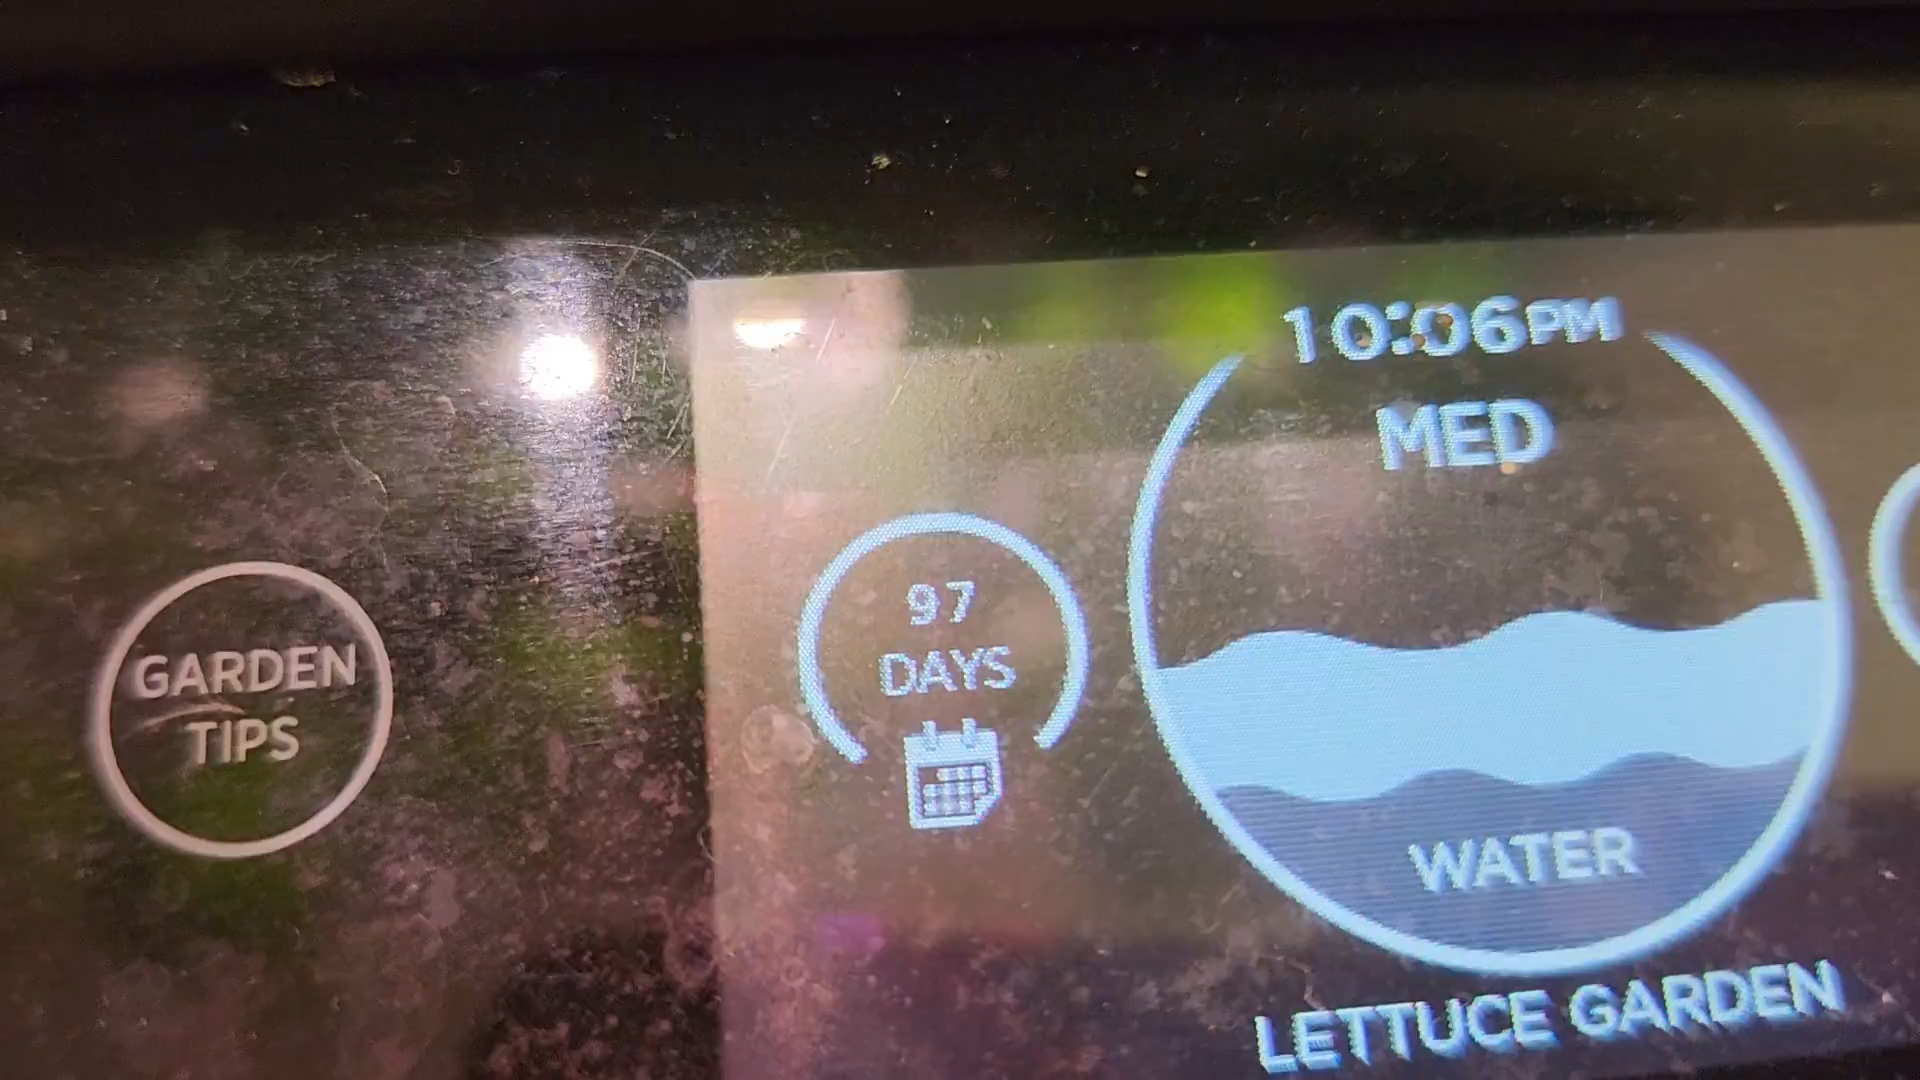 GARDEN
TIPS
97
DAYS
10:06PM
MED
WATER
LETTUCE GARDEN